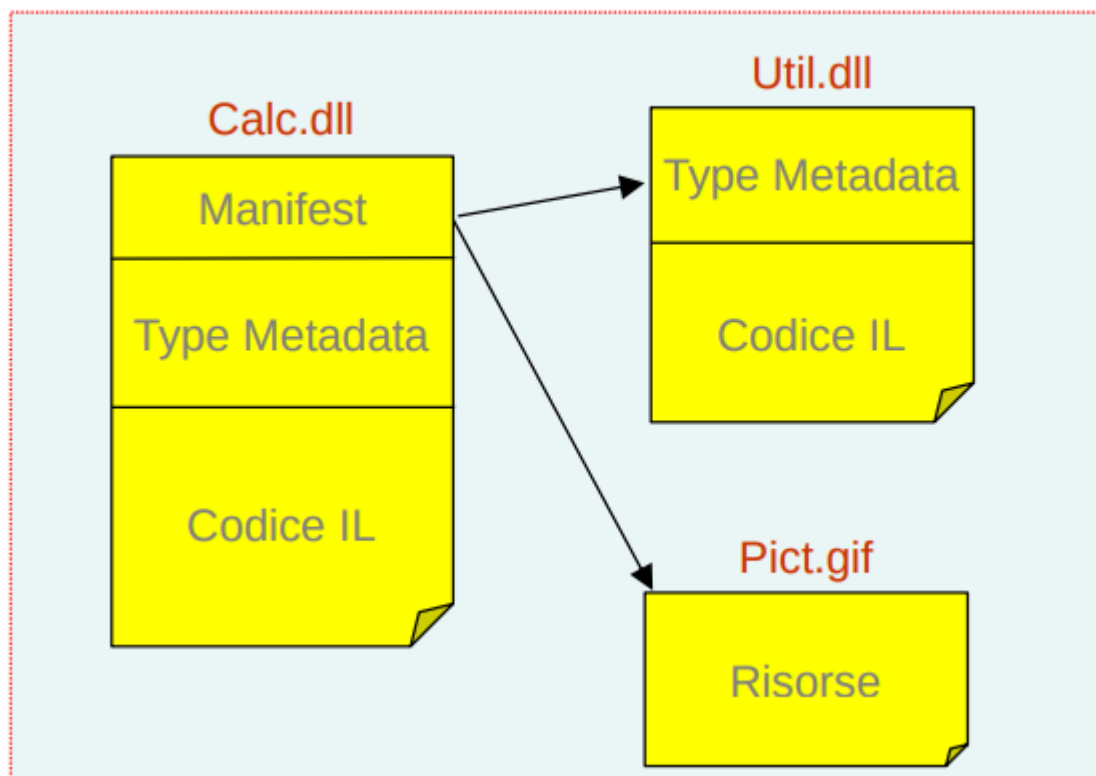 Calc.dll
Manifest
Type Metadata
Codice IL
Util.dll
Type Metadata
Codice IL
Pict.gif
Risorse